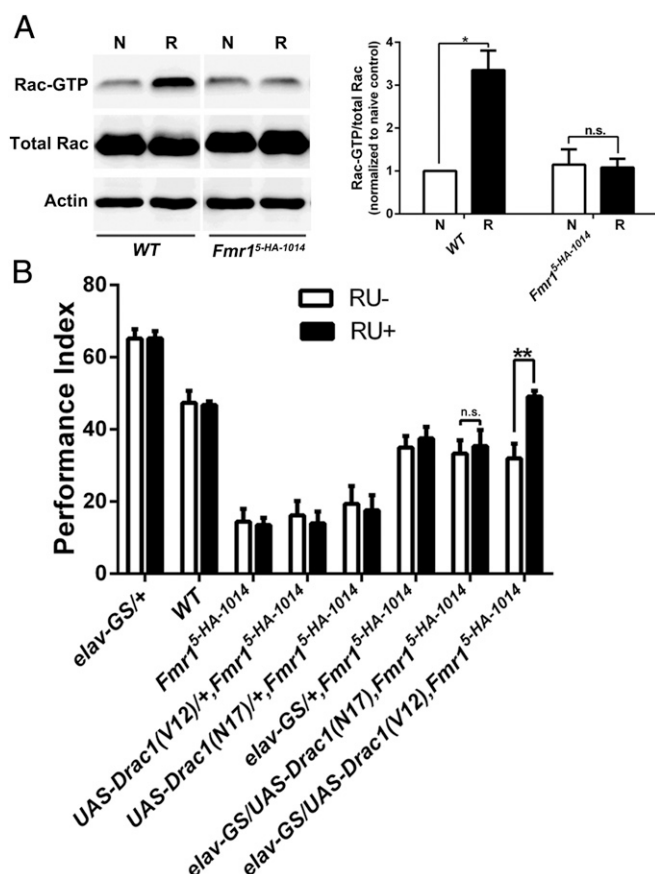 A
N R N R
Rac-GTP
Total Rac
Actin
WT Fmr1^5-HA-1014
Rac-GTP/total Rac
(normalized to naive control)
4
3
2
1
0
*
n.s.
N R N R
WT
Fmr1^5-HA-1014
B
Performance Index
80
60
40
20
0
RU-
RU+
n.s.
**
elav-GS/+
WT
Fmr1^5-HA-1014
UAS-Drac1(V12)/+,Fmr1^5-HA-1014
UAS-Drac1(N17)/+,Fmr1^5-HA-1014
elav-GS/+,Fmr1^5-HA-1014
elav-GS/UAS-Drac1(N17),Fmr1^5-HA-1014
elav-GS/UAS-Drac1(V12),Fmr1^5-HA-1014